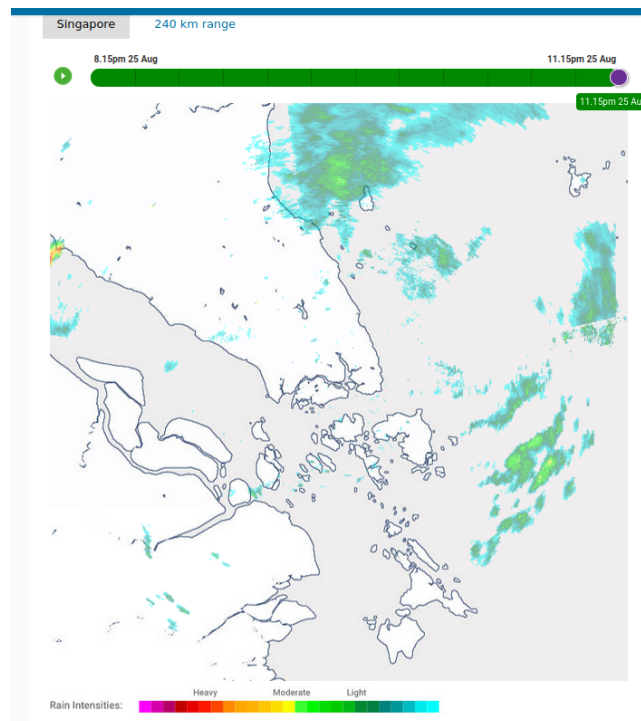 Singapore 240 km range
8.15pm 25 Aug 11.15pm 25 Aug
11.15pm 25 Au
Heavy Moderate Light
Rain Intensities: